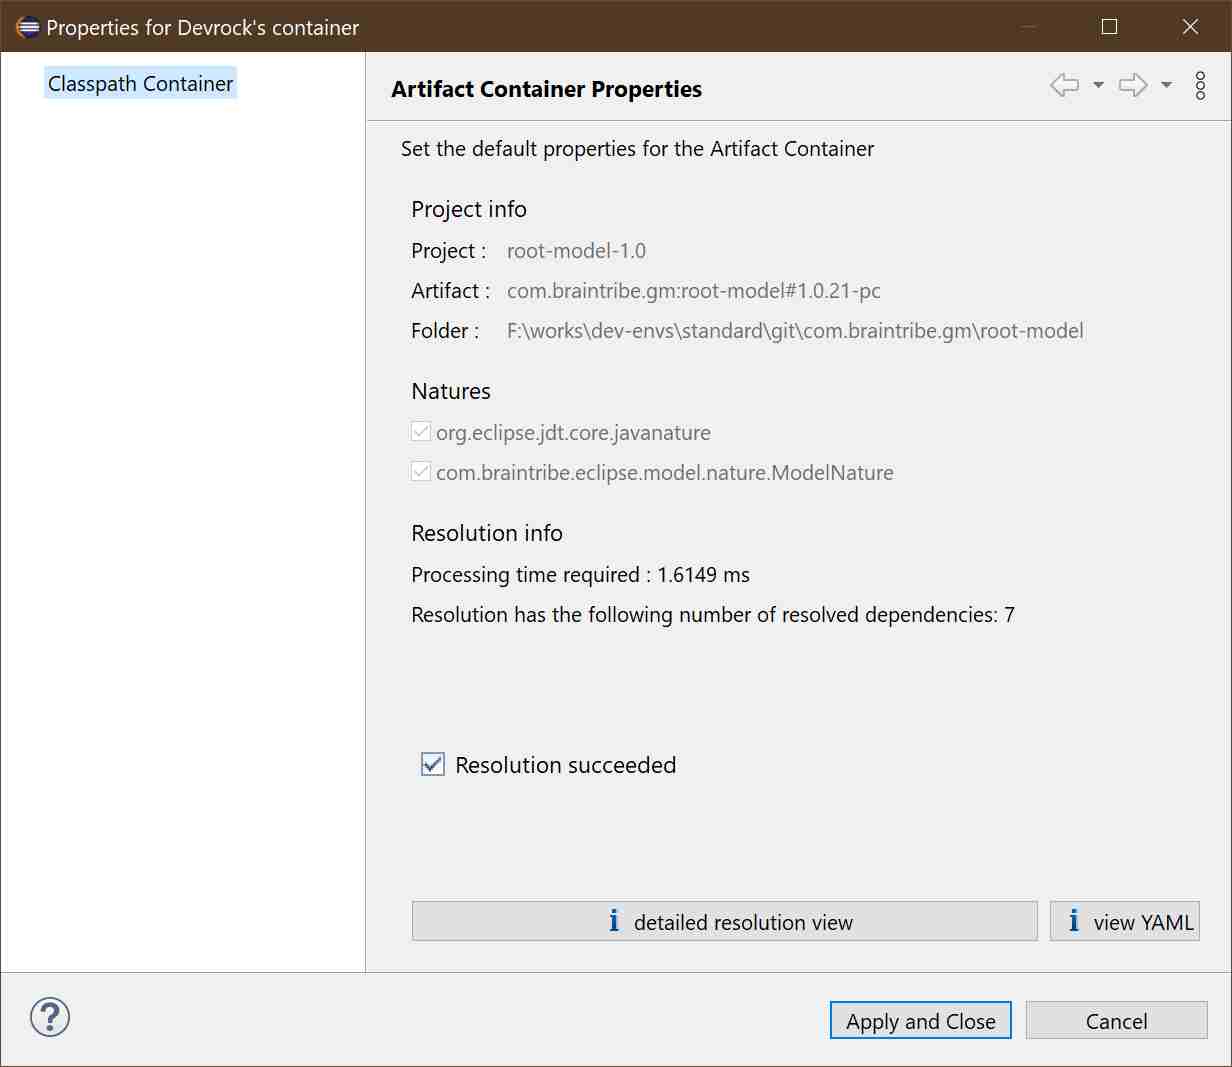 Properties for Devrock's container
Classpath Container
Artifact Container Properties
Set the default properties for the Artifact Container
Project info
Project : root-model-1.0
Artifact : com.braintribe.gm:root-model#1.0.21-pc
Folder : F:\works\dev-envs\standard\git\com.braintribe.gm\root-model
Natures
org.eclipse.jdt.core.javanature
com.braintribe.eclipse.model.nature.ModelNature
Resolution info
Processing time required : 1.6149 ms
Resolution has the following number of resolved dependencies: 7
Resolution succeeded
i detailed resolution view
i view YAML
?
Apply and Close
Cancel